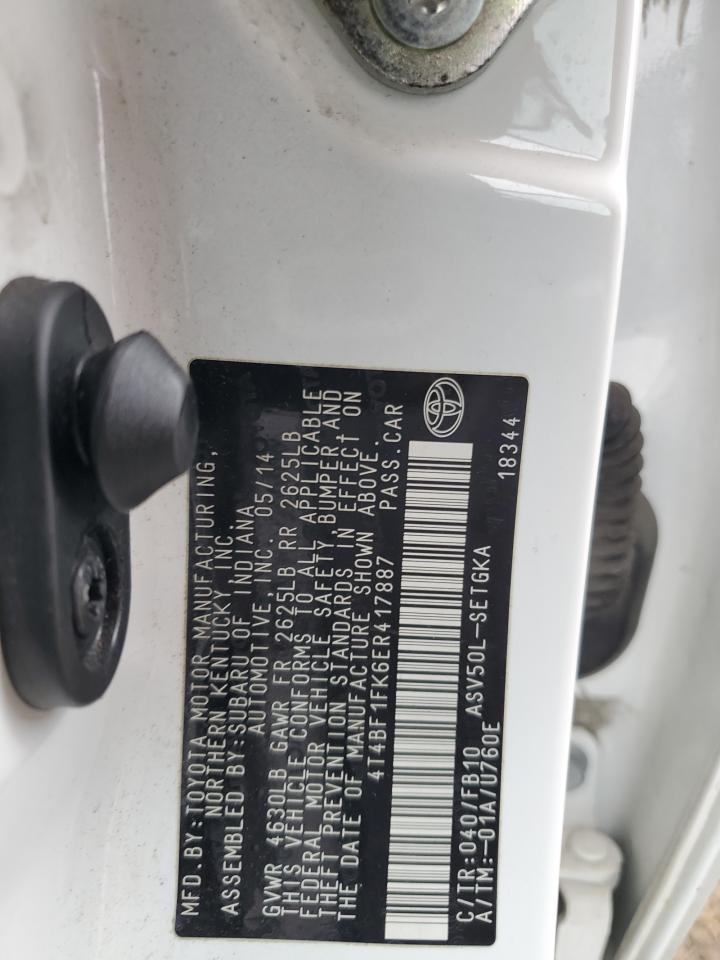 MFD.BY:TOYOTA MOTOR MANUFACTURING,
NORTHERN KENTUCKY,INC.
ASSEMBLED BY:SUBARU OF INDIANA
AUTOMOTIVE,INC. 05/14
GVWR 4630LB GAWR FR 2625LB RR 2625LB
THIS VEHICLE CONFORMS TO ALL APPLICABLE
FEDERAL MOTOR VEHICLE SAFETY,BUMPER,AND
THEFT PREVENTION STANDARDS IN EFFECT ON
THE DATE OF MANUFACTURE SHOWN ABOVE.
4T4BF1FK6ER417887 PASS.CAR
C/TR:040/FB10 ASV50L-SETGKA
A/TM:-01A/U760E 18344